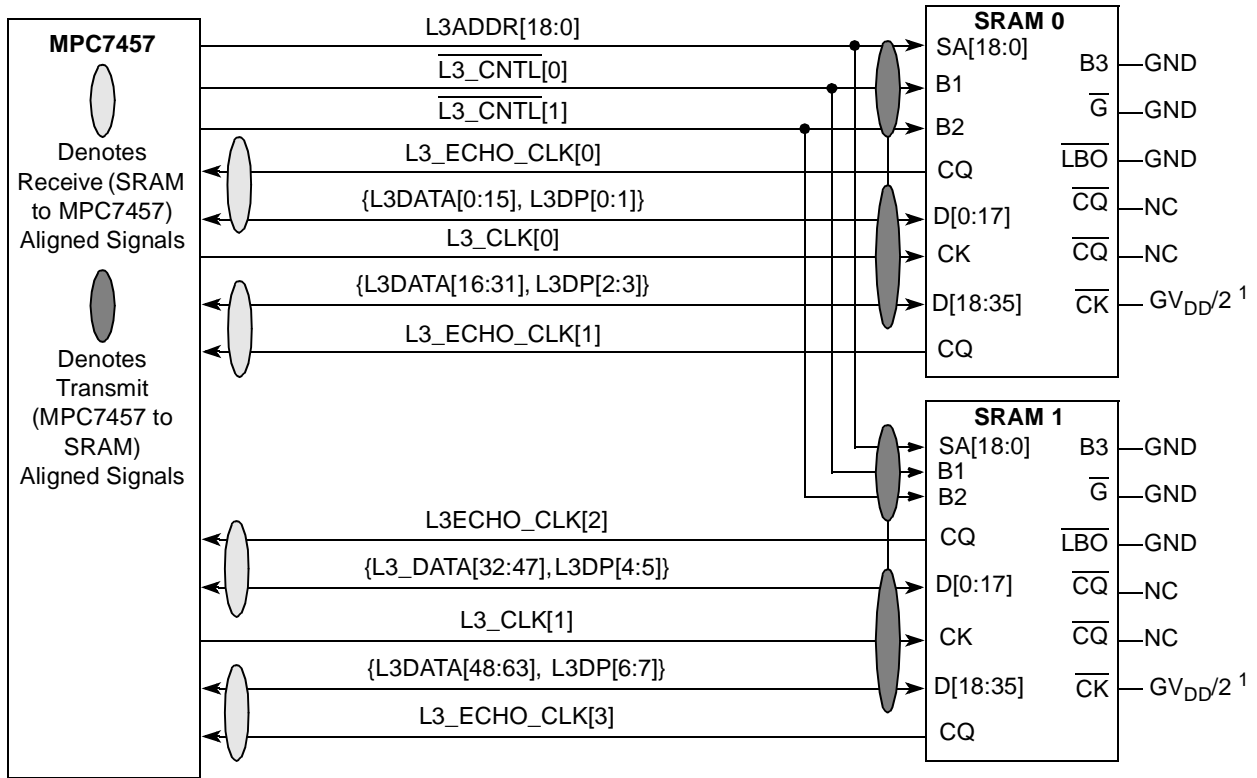 MPC7457
Denotes
Receive (SRAM
to MPC7457)
Aligned Signals
Denotes
Transmit
(MPC7457 to
SRAM)
Aligned Signals
L3ADDR[18:0]
L3_CNTL[0]
L3_CNTL[1]
L3_ECHO_CLK[0]
{L3DATA[0:15], L3DP[0:1]}
L3_CLK[0]
{L3DATA[16:31], L3DP[2:3]}
L3_ECHO_CLK[1]
SRAM 0
SA[18:0]
B1
B2
CQ
D[0:17]
CK
D[18:35]
CQ
B3 GND
G GND
LBO GND
CQ NC
CQ NC
CK GVDD/2 1
L3ECHO_CLK[2]
{L3_DATA[32:47],L3DP[4:5]}
L3_CLK[1]
{L3DATA[48:63], L3DP[6:7]}
L3_ECHO_CLK[3]
SRAM 1
SA[18:0]
B1
B2
CQ
D[0:17]
CK
D[18:35]
CQ
B3 GND
G GND
LBO GND
CQ NC
CQ NC
CK GVDD/2 1